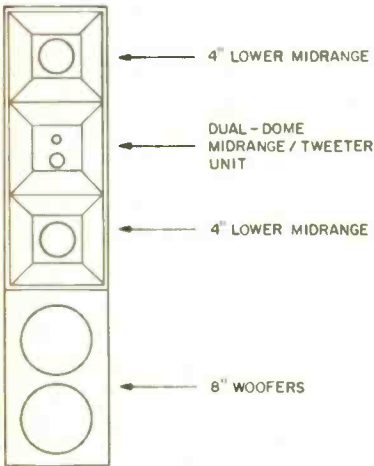 4" LOWER MIDRANGE
DUAL-DOME
MIDRANGE/TWEETER
UNIT
4" LOWER MIDRANGE
8" WOOFERS